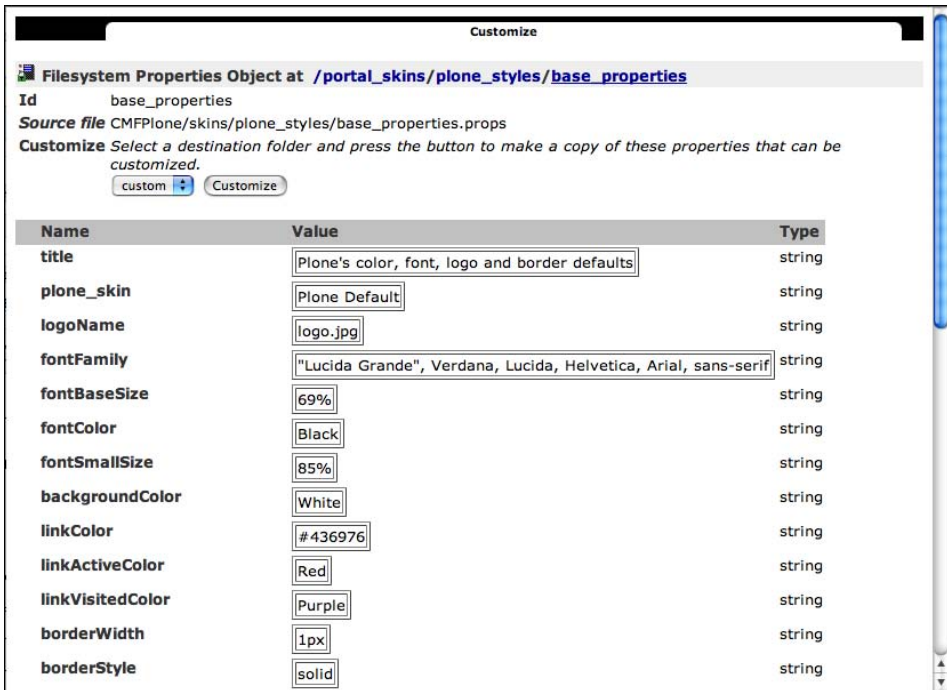 Customize
Filesystem Properties Object at /portal_skins/plone_styles/base_properties
Id base_properties
Source file CMFPlone/skins/plone_styles/base_properties.props
Customize Select a destination folder and press the button to make a copy of these properties that can be
customized.
custom Customize
Name Value Type
title Plone's color, font, logo and border defaults string
plone_skin Plone Default string
logoName logo.jpg string
fontFamily "Lucida Grande", Verdana, Lucida, Helvetica, Arial, sans-serif string
fontBaseSize 69% string
fontColor Black string
fontSmallSize 85% string
backgroundColor White string
linkColor #436976 string
linkActiveColor Red string
linkVisitedColor Purple string
borderWidth 1px string
borderStyle solid string